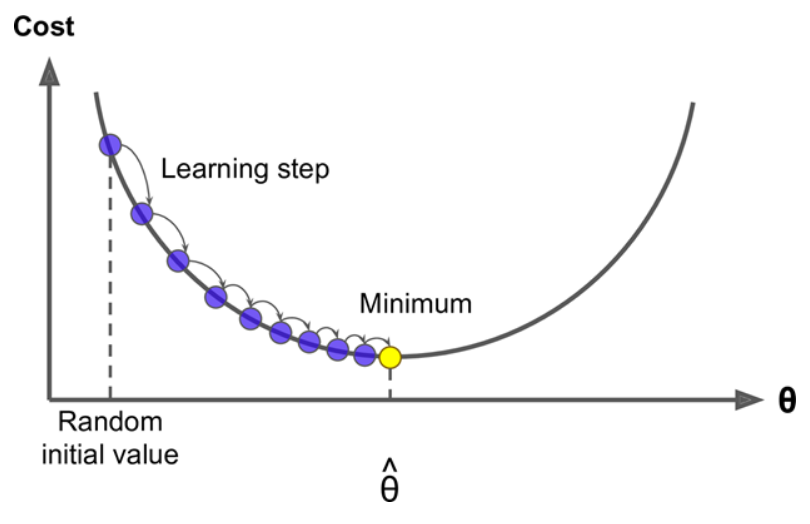 Cost
Learning step
Minimum
θ
Random
initial value
θ̂